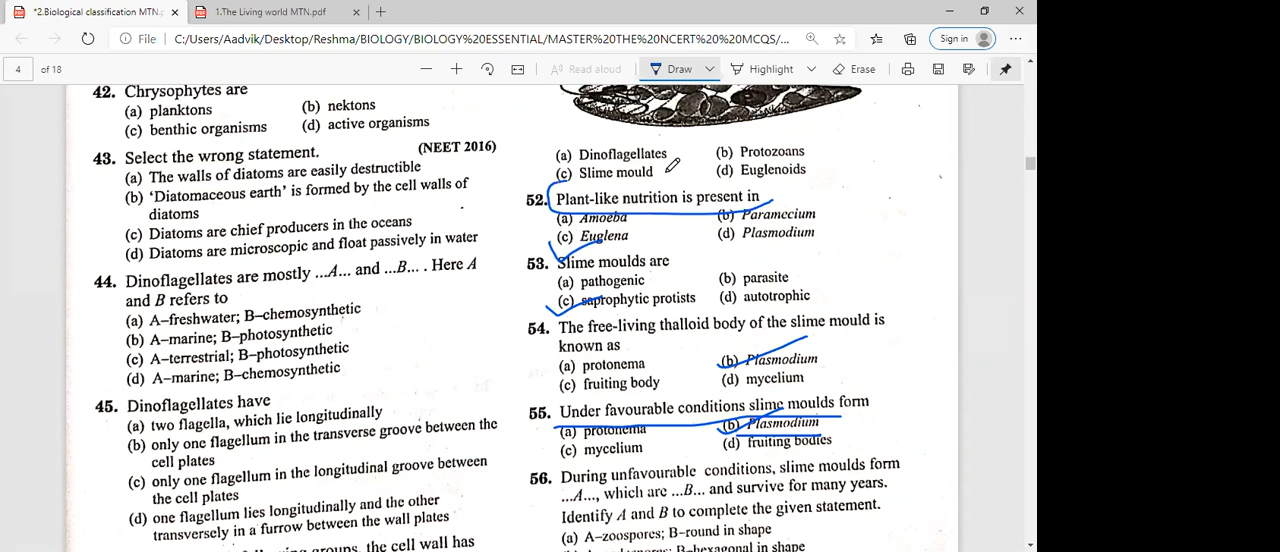 *2.Biological classification MTN.p
1.The Living world MTN.pdf
File
C:/Users/Aadvik/Desktop/Reshma/BIOLOGY/BIOLOGY%20ESSENTIAL/MASTER%20THE%20NCERT%20%20MCQS/...
Sign in
4 of 18
Read aloud
Draw
Highlight
Erase
42. Chrysophytes are
(a) planktons (b) nektons
(c) benthic organisms (d) active organisms
43. Select the wrong statement. (NEET 2016)
(a) The walls of diatoms are easily destructible
(b) ‘Diatomaceous earth’ is formed by the cell walls of
diatoms
(c) Diatoms are chief producers in the oceans
(d) Diatoms are microscopic and float passively in water
44. Dinoflagellates are mostly ...A... and ...B... . Here A
and B refers to
(a) A–freshwater; B–chemosynthetic
(b) A–marine; B–photosynthetic
(c) A–terrestrial; B–photosynthetic
(d) A–marine; B–chemosynthetic
45. Dinoflagellates have
(a) two flagella, which lie longitudinally
(b) only one flagellum in the transverse groove between the
cell plates
(c) only one flagellum in the longitudinal groove between
the cell plates
(d) one flagellum lies longitudinally and the other
transversely in a furrow between the wall plates
groups, the cell wall has
(a) Dinoflagellates (b) Protozoans
(c) Slime mould (d) Euglenoids
52. Plant-like nutrition is present in
(a) Amoeba (b) Paramecium
(c) Euglena (d) Plasmodium
53. Slime moulds are
(a) pathogenic (b) parasite
(c) saprophytic protists (d) autotrophic
54. The free-living thalloid body of the slime mould is
known as
(a) protonema (b) Plasmodium
(c) fruiting body (d) mycelium
55. Under favourable conditions slime moulds form
(a) protonema (b) Plasmodium
(c) mycelium (d) fruiting bodies
56. During unfavourable conditions, slime moulds form
...A..., which are ...B... and survive for many years.
Identify A and B to complete the given statement.
(a) A–zoospores; B–round in shape
B–hexagonal in shape